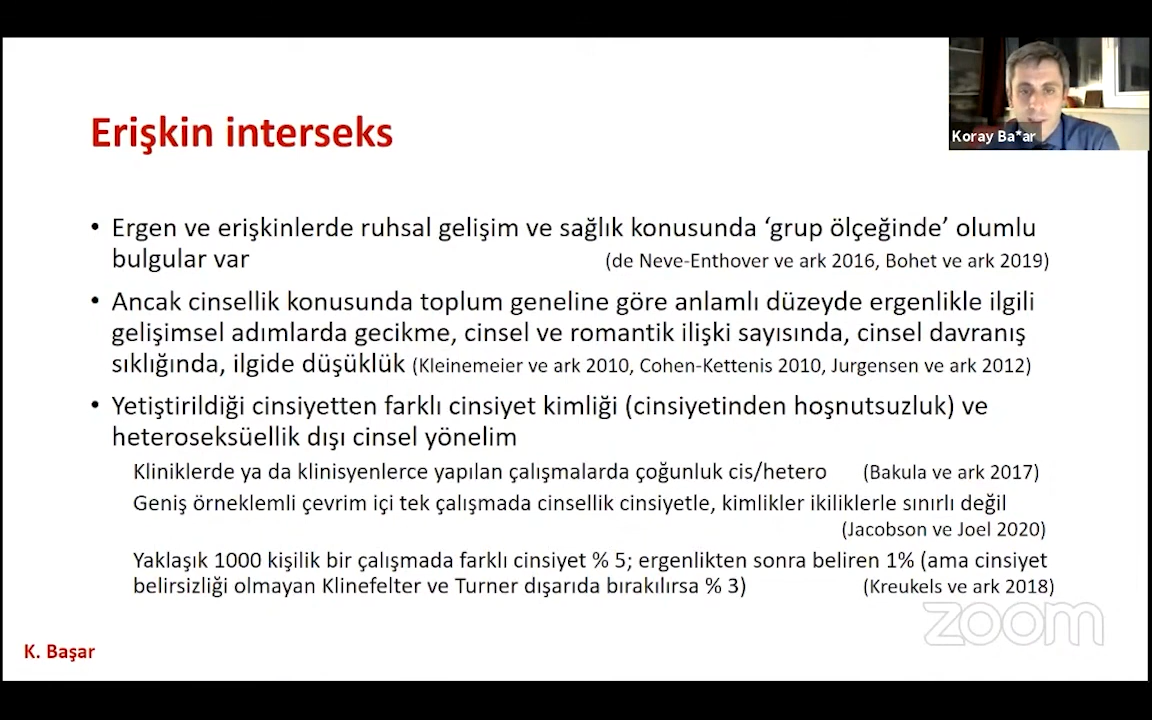 Erişkin interseks
Koray Ba*ar
• Ergen ve erişkinlerde ruhsal gelişim ve sağlık konusunda ‘grup ölçeğinde’ olumlu
bulgular var (de Neve-Enthover ve ark 2016, Bohet ve ark 2019)
• Ancak cinsellik konusunda toplum geneline göre anlamlı düzeyde ergenlikle ilgili
gelişimsel adımlarda gecikme, cinsel ve romantik ilişki sayısında, cinsel davranış
sıklığında, ilgide düşüklük (Kleinemeier ve ark 2010, Cohen-Kettenis 2010, Jurgensen ve ark 2012)
• Yetiştirildiği cinsiyetten farklı cinsiyet kimliği (cinsiyetinden hoşnutsuzluk) ve
heteroseksüellik dışı cinsel yönelim
Kliniklerde ya da klinisyenlerce yapılan çalışmalarda çoğunluk cis/hetero (Bakula ve ark 2017)
Geniş örneklemli çevrim içi tek çalışmada cinsellik cinsiyetle, kimlikler ikiliklerle sınırlı değil
(Jacobson ve Joel 2020)
Yaklaşık 1000 kişilik bir çalışmada farklı cinsiyet % 5; ergenlikten sonra beliren 1% (ama cinsiyet
belirsizliği olmayan Klinefelter ve Turner dışarıda bırakılırsa % 3) (Kreukels ve ark 2018)
zoom
K. Başar